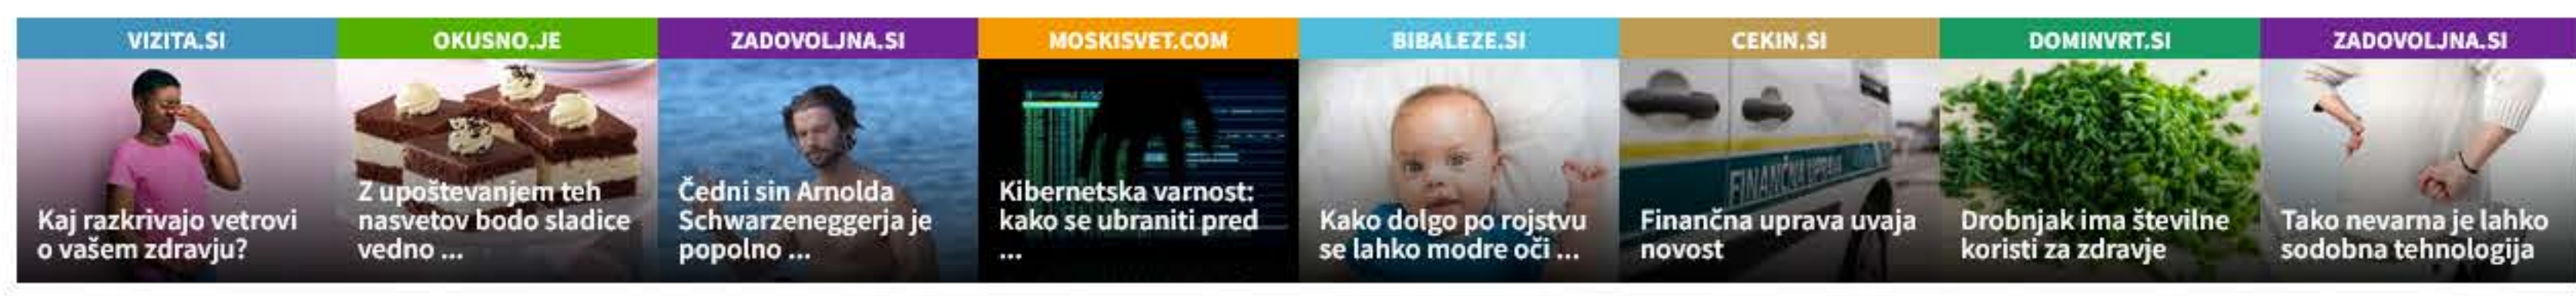 VIZITA.SI
Kaj razkrivajo vetrovi
o vašem zdravju?
OKUSNO.JE
Z upoštevanjem teh
nasvetov bodo sladice
vedno ...
ZADOVOLJNA.SI
Čedni sin Arnolda
Schwarzeneggerja je
popolno ...
MOSKISVET.COM
Kibernetska varnost:
kako se ubraniti pred
...
BIBALEZE.SI
Kako dolgo po rojstvu
se lahko modre oči ...
CEKIN.SI
FINANČNA UPRAVA
Finančna uprava uvaja
novost
DOMINVRT.SI
Drobnjak ima številne
koristi za zdravje
ZADOVOLJNA.SI
Tako nevarna je lahko
sodobna tehnologija